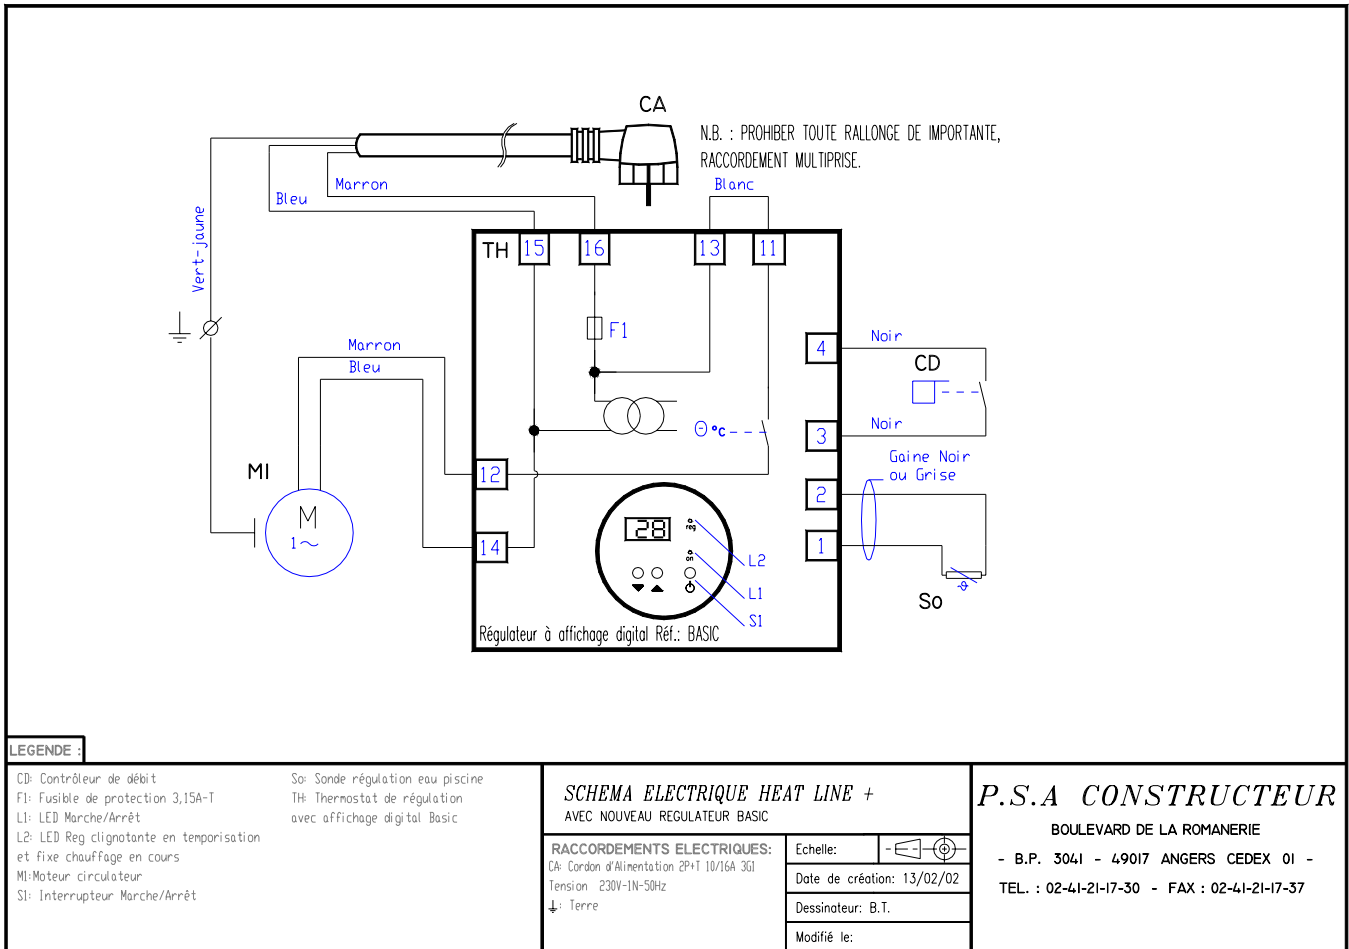 CA
N.B. : PROHIBER TOUTE RALLONGE DE IMPORTANTE,
RACCORDEMENT MULTIPRISE.
Marron
Bleu
Blanc
Vert-jaune
TH
15
16
13
11
F1
Marron
Bleu
4
Noir
CD
Θ°C
3
Noir
Gaine Noir
ou Grise
MI
12
2
M
1~
14
28
reg
on
1
L2
L1
S1
So
Régulateur à affichage digital Réf.: BASIC
LEGENDE :
CD: Contrôleur de débit
F1: Fusible de protection 3,15A-T
L1: LED Marche/Arrêt
L2: LED Reg clignotante en temporisation
et fixe chauffage en cours
M1:Moteur circulateur
S1: Interrupteur Marche/Arrêt
So: Sonde régulation eau piscine
TH: Thermostat de régulation
avec affichage digital Basic
SCHEMA ELECTRIQUE HEAT LINE +
AVEC NOUVEAU REGULATEUR BASIC
RACCORDEMENTS ELECTRIQUES:
CA: Cordon d'Alimentation 2P+T 10/16A 3G1
Tension 230V-1N-50Hz
: Terre
Echelle:
Date de création: 13/02/02
Dessinateur: B.T.
Modifié le:
P.S.A CONSTRUCTEUR
BOULEVARD DE LA ROMANERIE
- B.P. 3041 - 49017 ANGERS CEDEX 01 -
TEL. : 02-41-21-17-30 - FAX : 02-41-21-17-37